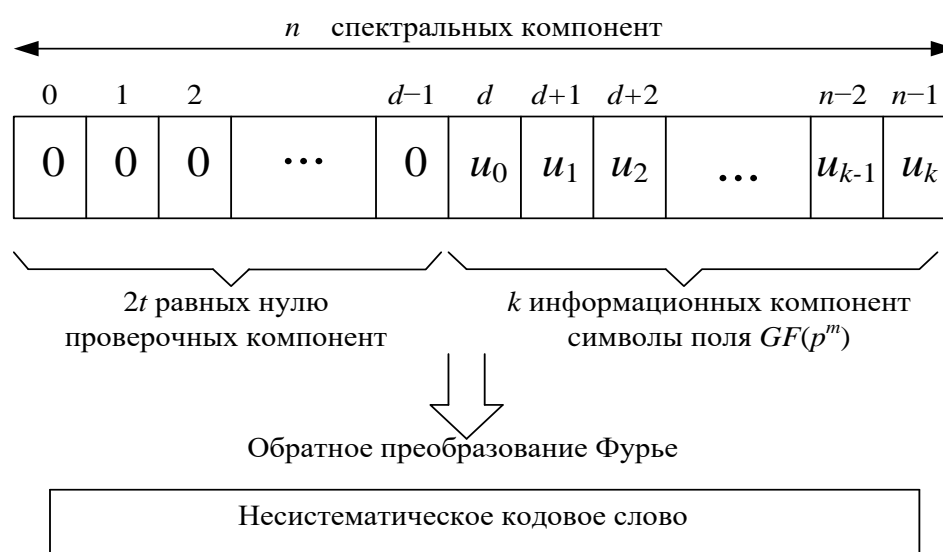 n спектральных компонент
0 1 2 d−1 d d+1 d+2 n−2 n−1
0 0 0 ... 0 u0 u1 u2 ... uk-1 uk
2t равных нулю
проверочных компонент
k информационных компонент
символы поля GF(p^m)
Обратное преобразование Фурье
Несистематическое кодовое слово